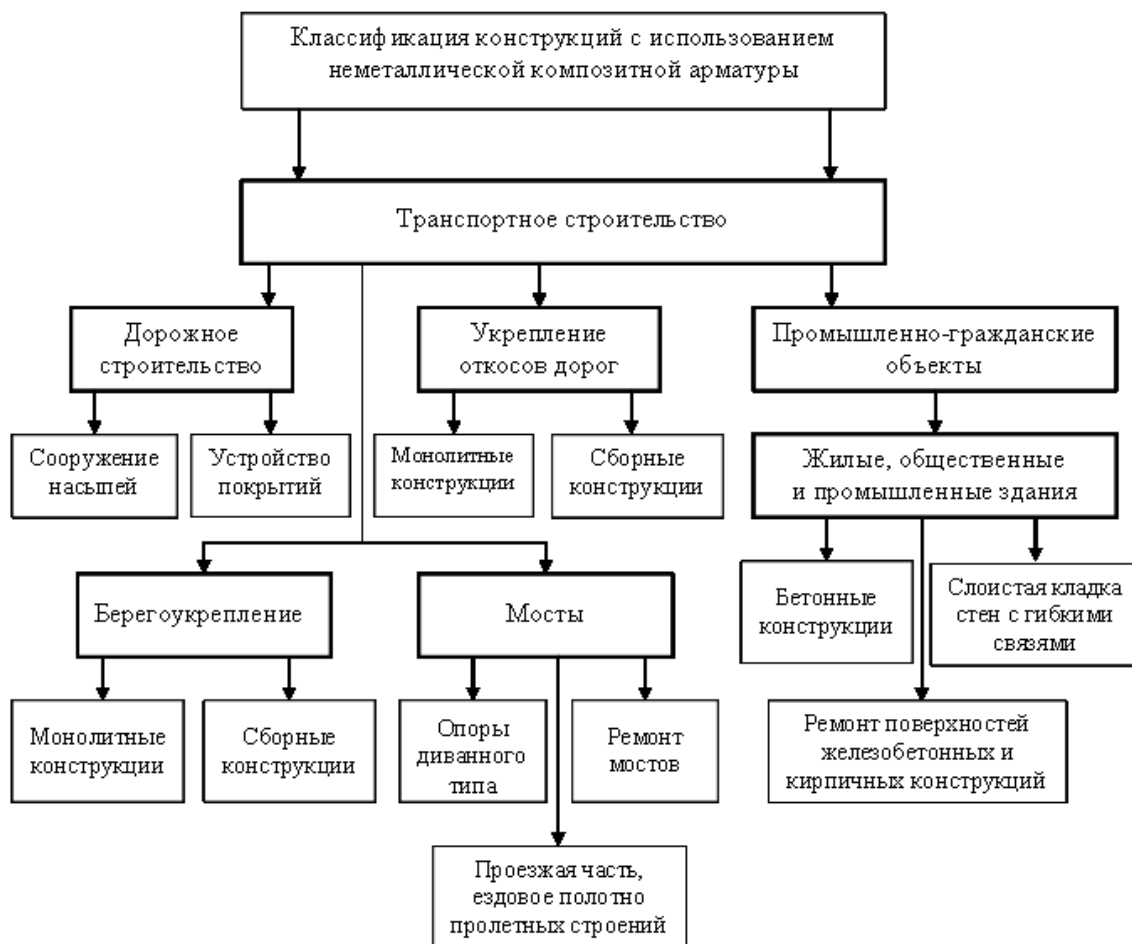 Классификация конструкций с использованием
неметаллической композитной арматуры
Транспортное строительство
Дорожное
строительство
Укрепление
откосов дорог
Промышленно-гражданские
объекты
Сооружение
насыпей
Устройство
покрытий
Монолитные
конструкции
Сборные
конструкции
Жилые, общественные
и промышленные здания
Берегоукрепление
Мосты
Бетонные
конструкции
Слоистая кладка
стен с гибкими
связями
Монолитные
конструкции
Сборные
конструкции
Опоры
диванного
типа
Ремонт
мостов
Ремонт поверхностей
железобетонных и
кирпичных конструкций
Проезжая часть,
ездовое полотно
пролетных строений